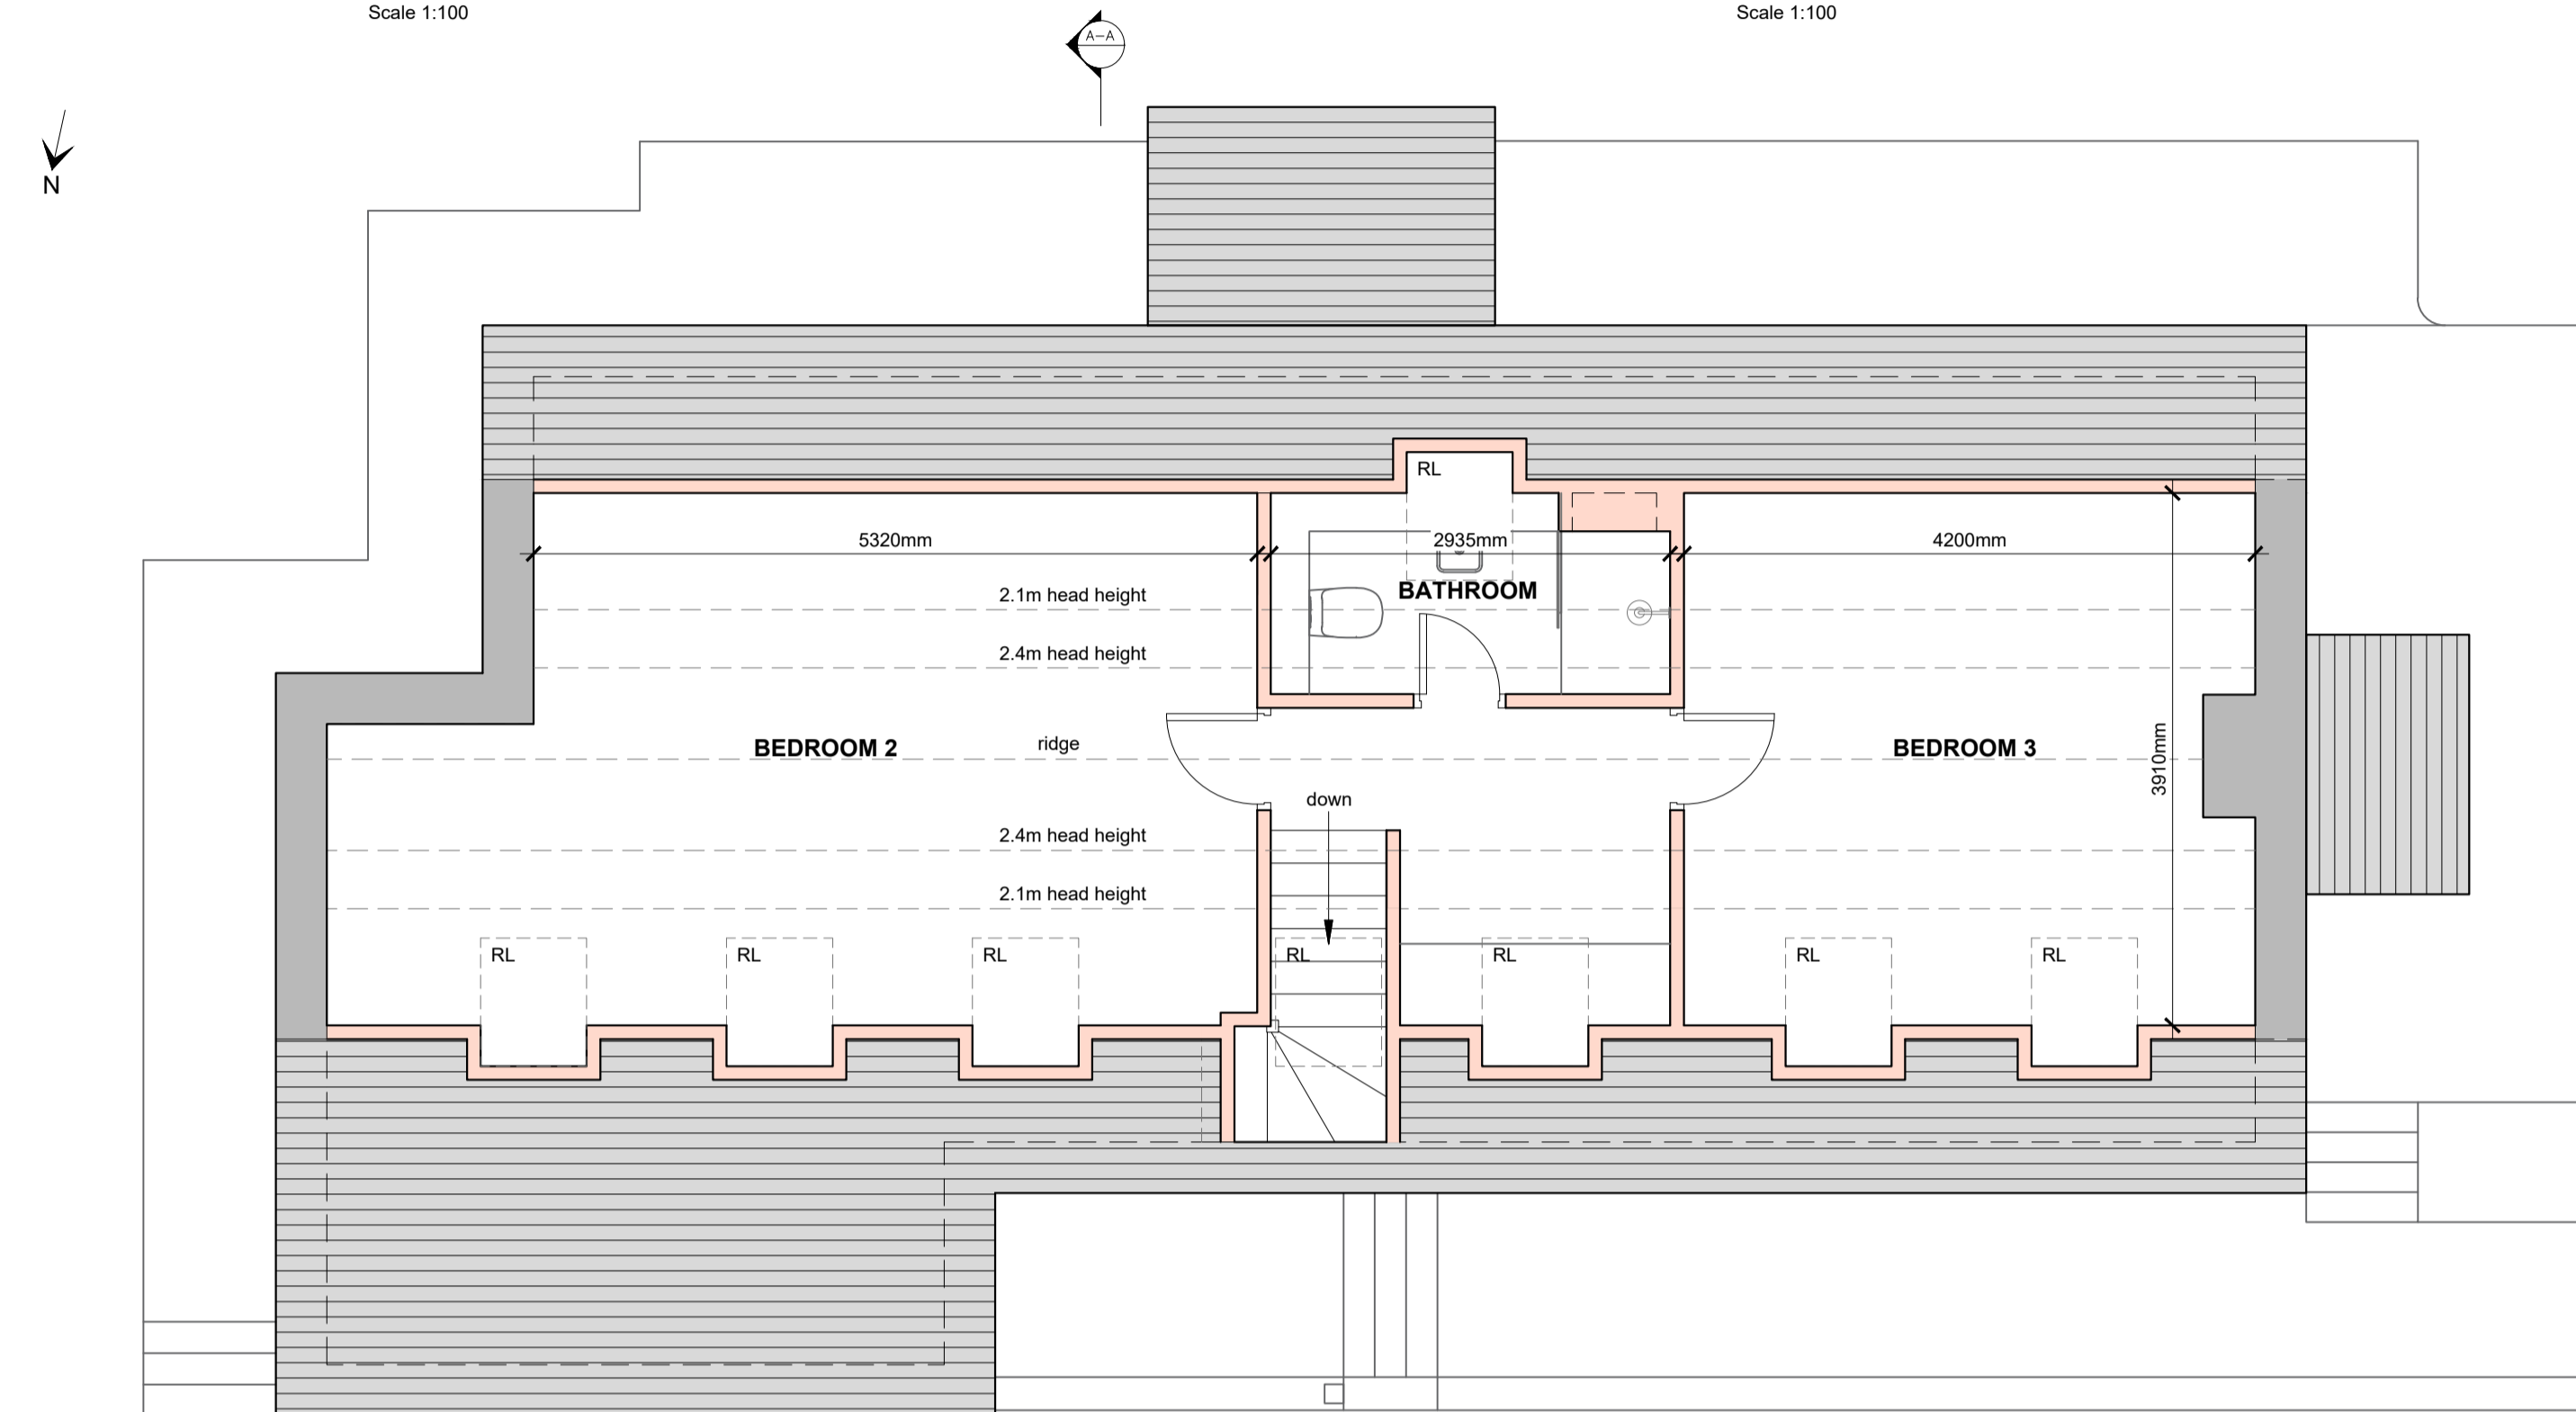 Scale 1:100
Scale 1:100
A-A
N
RL
5320mm
2935mm
4200mm
2.1m head height
BATHROOM
2.4m head height
BEDROOM 2
ridge
BEDROOM 3
3910mm
down
2.4m head height
2.1m head height
RL
RL
RL
RL
RL
RL
RL